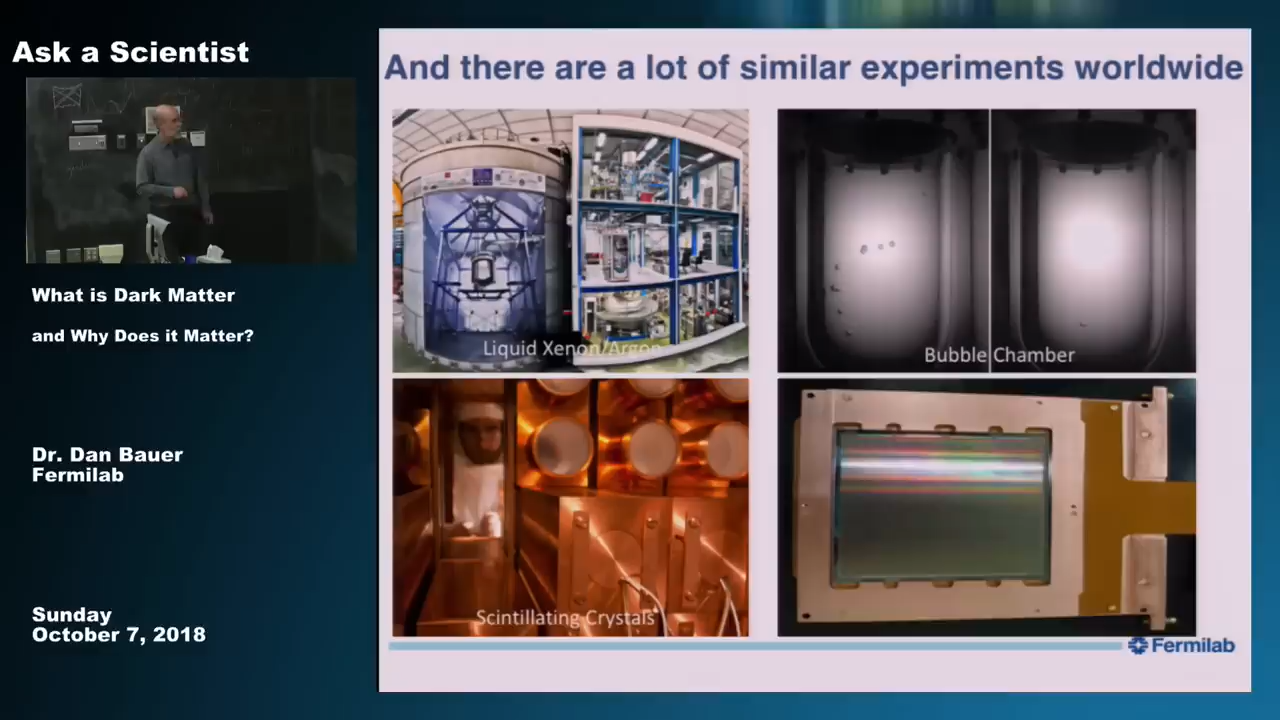 Ask a Scientist
What is Dark Matter
and Why Does it Matter?
Dr. Dan Bauer
Fermilab
Sunday
October 7, 2018
And there are a lot of similar experiments worldwide
Liquid Xenon/Argon
Bubble Chamber
Scintillating Crystals
Fermilab